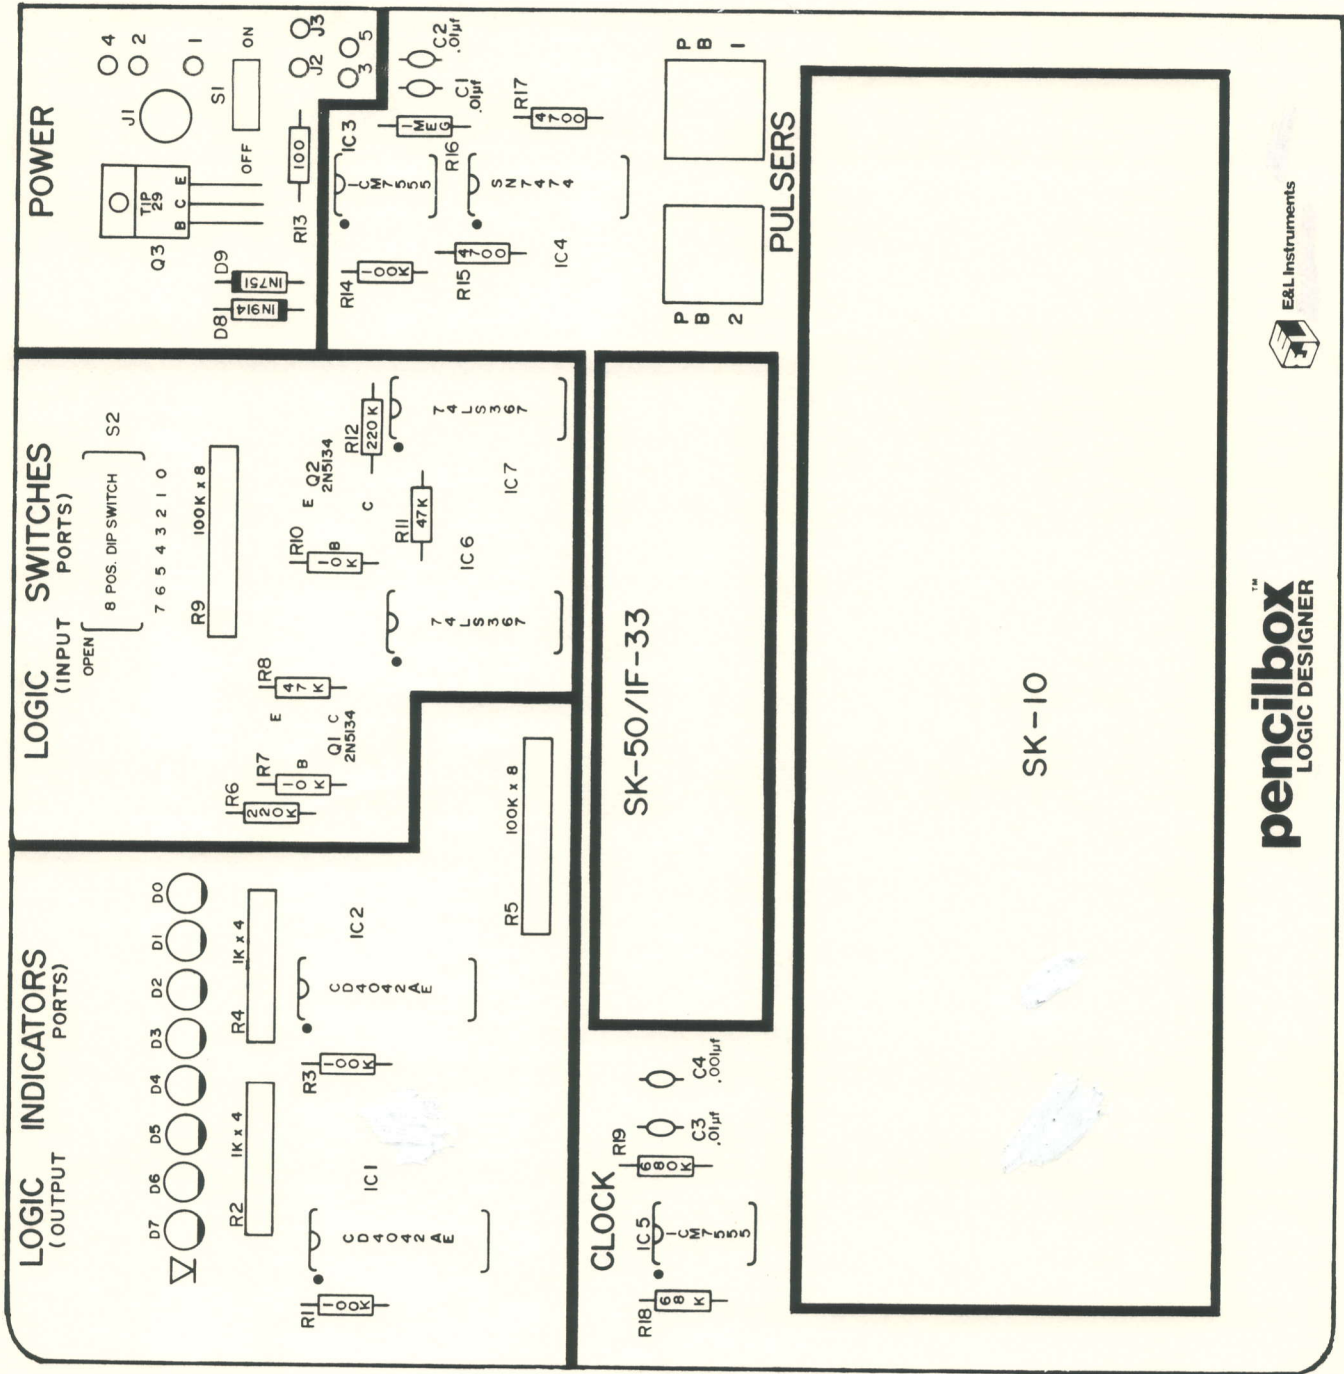 LOGIC INDICATORS
(OUTPUT PORTS)
D7 D6 D5 D4 D3 D2 D1 D0
R2 1K x 4
R4 1K x 4
R1 100K
CD4042AE
IC1
R3 100K
CD4042AE
IC2
R5 100K x 8
LOGIC SWITCHES
(INPUT PORTS)
OPEN
8 POS. DIP SWITCH
S2
7 6 5 4 3 2 1 0
R9 100K x 8
R6 220K
R7 10K
B
E
C
Q1
2N5134
R8 47K
R10 10K
B
E
C
Q2
2N5134
R11 47K
R12 220K
74LS367
IC6
74LS367
IC7
POWER
Q3
TIP
29
B C E
J1
4
2
1
S1
OFF
ON
D8 1N914
D9 1N751
R13 100
J2 J3
3 5
IC3
ICM7555
R14 100K
R15 4700
R16 1MEG
SN7474
IC4
C1
.01µf
C2
.01µf
R17 4700
PB2
PB1
PULSERS
CLOCK
R18 68K
IC5
ICM7555
R19 680K
C3
.01µf
C4
.001µf
SK-50/IF-33
SK-10
pencilbox™
LOGIC DESIGNER
E&L Instruments